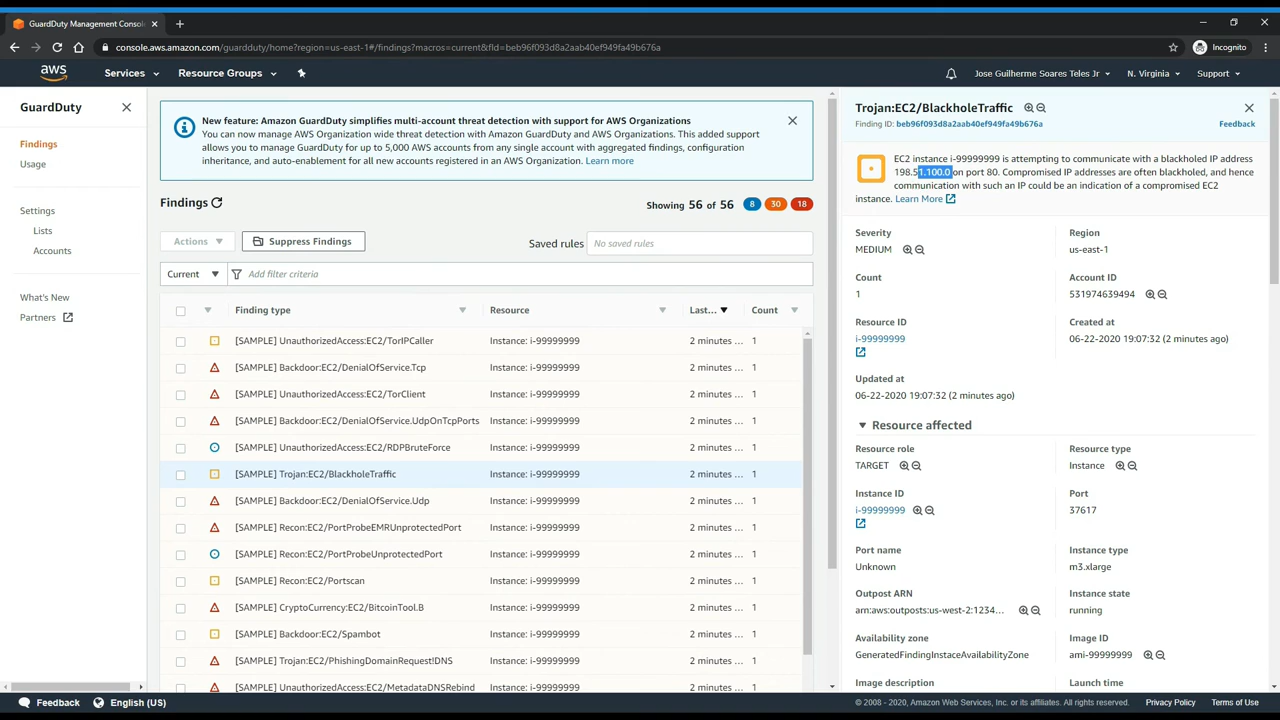 GuardDuty Management Consol
console.aws.amazon.com/guardduty/home?region=us-east-1#/findings?macros=current&fId=beb96f093d8a2aab40ef949fa49b676a
Incognito
aws
Services
Resource Groups
Jose Guilherme Soares Teles Jr
N. Virginia
Support
GuardDuty
Findings
Usage
Settings
Lists
Accounts
What's New
Partners
New feature: Amazon GuardDuty simplifies multi-account threat detection with support for AWS Organizations
You can now manage AWS Organization wide threat detection with Amazon GuardDuty and AWS Organizations. This added support
allows you to manage GuardDuty for up to 5,000 AWS accounts from any single account with aggregated findings, configuration
inheritance, and auto-enablement for all new accounts registered in an AWS Organization. Learn more
Findings
Showing 56 of 56 8 30 18
Actions
Suppress Findings
Saved rules
No saved rules
Current
Add filter criteria
Finding type Resource Last... Count
[SAMPLE] UnauthorizedAccess:EC2/TorIPCaller Instance: i-99999999 2 minutes ... 1
[SAMPLE] Backdoor:EC2/DenialOfService.Tcp Instance: i-99999999 2 minutes ... 1
[SAMPLE] UnauthorizedAccess:EC2/TorClient Instance: i-99999999 2 minutes ... 1
[SAMPLE] Backdoor:EC2/DenialOfService.UdpOnTcpPorts Instance: i-99999999 2 minutes ... 1
[SAMPLE] UnauthorizedAccess:EC2/RDPBruteForce Instance: i-99999999 2 minutes ... 1
[SAMPLE] Trojan:EC2/BlackholeTraffic Instance: i-99999999 2 minutes ... 1
[SAMPLE] Backdoor:EC2/DenialOfService.Udp Instance: i-99999999 2 minutes ... 1
[SAMPLE] Recon:EC2/PortProbeEMRUnprotectedPort Instance: i-99999999 2 minutes ... 1
[SAMPLE] Recon:EC2/PortProbeUnprotectedPort Instance: i-99999999 2 minutes ... 1
[SAMPLE] Recon:EC2/Portscan Instance: i-99999999 2 minutes ... 1
[SAMPLE] CryptoCurrency:EC2/BitcoinTool.B Instance: i-99999999 2 minutes ... 1
[SAMPLE] Backdoor:EC2/Spambot Instance: i-99999999 2 minutes ... 1
[SAMPLE] Trojan:EC2/PhishingDomainRequest!DNS Instance: i-99999999 2 minutes ... 1
[SAMPLE] UnauthorizedAccess:EC2/MetadataDNSRebind Instance: i-99999999 2 minutes ... 1
Trojan:EC2/BlackholeTraffic
Finding ID: beb96f093d8a2aab40ef949fa49b676a
Feedback
EC2 instance i-99999999 is attempting to communicate with a blackholed IP address
198.51.100.0 on port 80. Compromised IP addresses are often blackholed, and hence
communication with such an IP could be an indication of a compromised EC2
instance. Learn More
Severity Region
MEDIUM us-east-1
Count Account ID
1 531974639494
Resource ID Created at
i-99999999 06-22-2020 19:07:32 (2 minutes ago)
Updated at
06-22-2020 19:07:32 (2 minutes ago)
Resource affected
Resource role Resource type
TARGET Instance
Instance ID Port
i-99999999 37617
Port name Instance type
Unknown m3.xlarge
Outpost ARN Instance state
arn:aws:outposts:us-west-2:1234... running
Availability zone Image ID
GeneratedFindingInstaceAvailabilityZone ami-99999999
Image description Launch time
Feedback
English (US)
© 2008 - 2020, Amazon Web Services, Inc. or its affiliates. All rights reserved.
Privacy Policy
Terms of Use